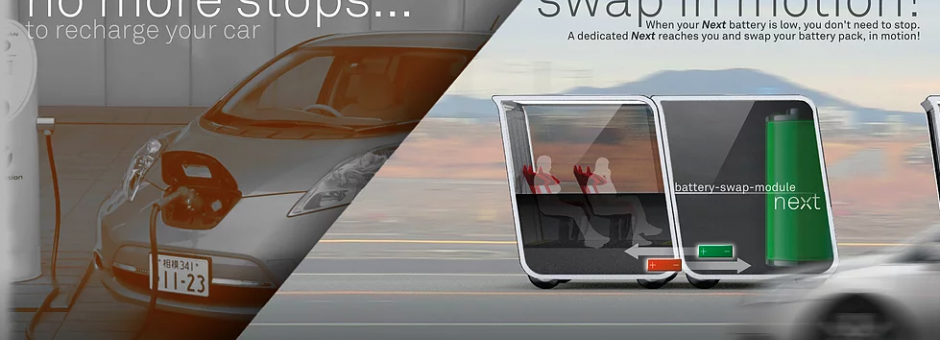 no more stops...
to recharge your car
swap in motion!
When your Next battery is low, you don't need to stop.
A dedicated Next reaches you and swap your battery pack, in motion!
battery-swap-module
next
+ -
+ -
相模 341
11-23